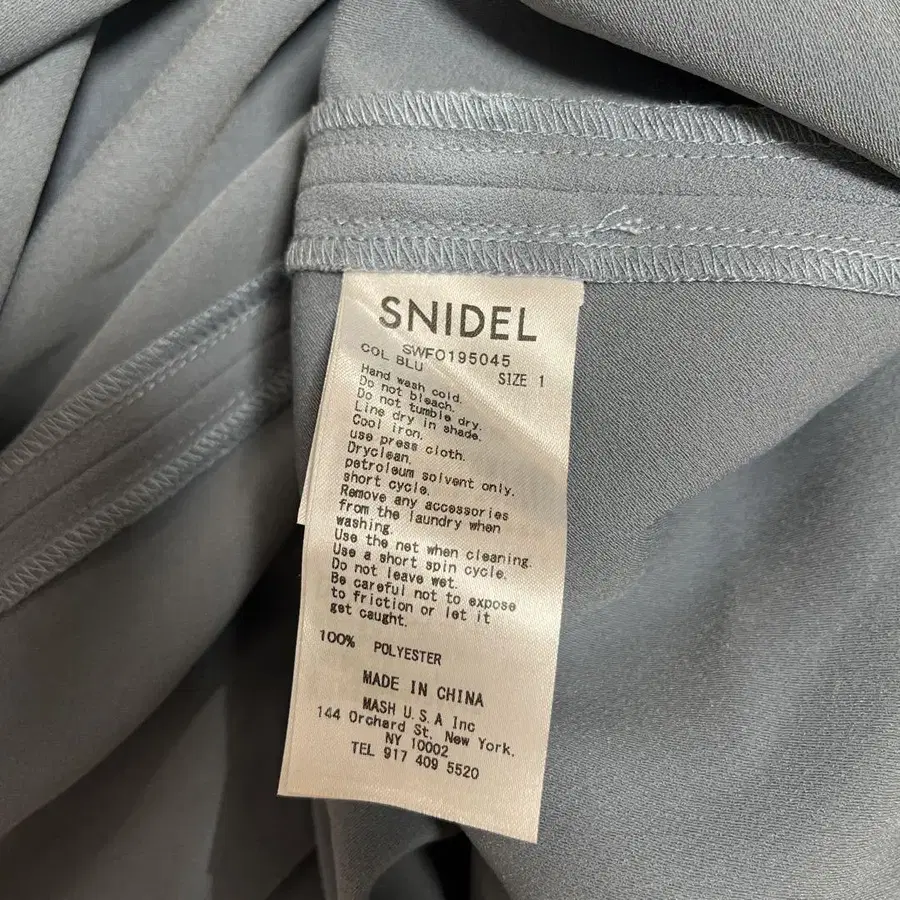 SNIDEL
SWFO195045
COL BLU SIZE 1
Hand wash cold.
Do not bleach.
Do not tumble dry.
Line dry in shade.
Cool iron.
use press cloth.
Dryclean.
petroleum solvent only.
short cycle.
Remove any accessories
from the laundry when
washing.
Use the net when cleaning.
Use a short spin cycle.
Do not leave wet.
Be careful not to expose
to friction or let it
get caught.
100% POLYESTER
MADE IN CHINA
MASH U.S.A Inc
144 Orchard St. New York.
NY 10002
TEL 917 409 5520